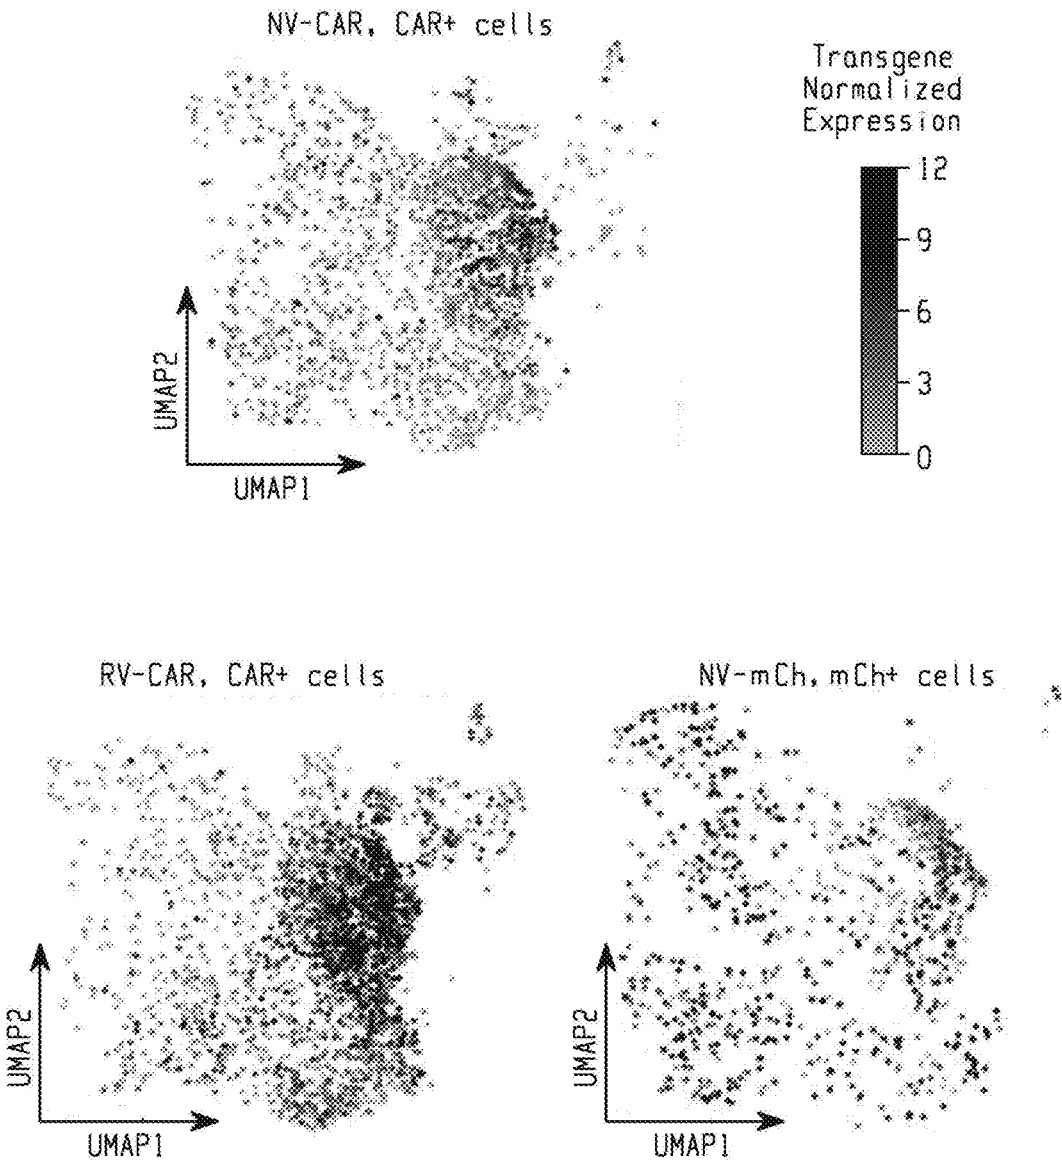 NV-CAR, CAR+ cells
Transgene
Normalized
Expression
12
9
6
3
0
UMAP2
UMAP1
RV-CAR, CAR+ cells
NV-mCh, mCh+ cells
UMAP2
UMAP1
UMAP2
UMAP1